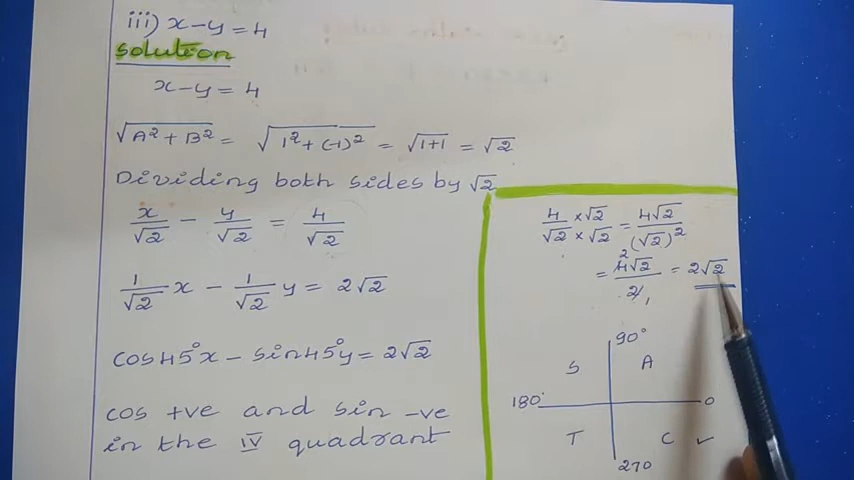 iii) x-y=4
solution
x-y=4
√A²+B² = √1²+(-1)² = √1+1 = √2
Dividing both sides by √2
x/√2 - y/√2 = 4/√2
1/√2 x - 1/√2 y = 2√2
cos45°x - sin45°y = 2√2
cos +ve and sin -ve
in the IV quadrant
4/√2 × √2/√2 = 4√2/(√2)²
= 4√2/2 = 2√2
2
1
90°
S A
180° 0
T C ✓
270